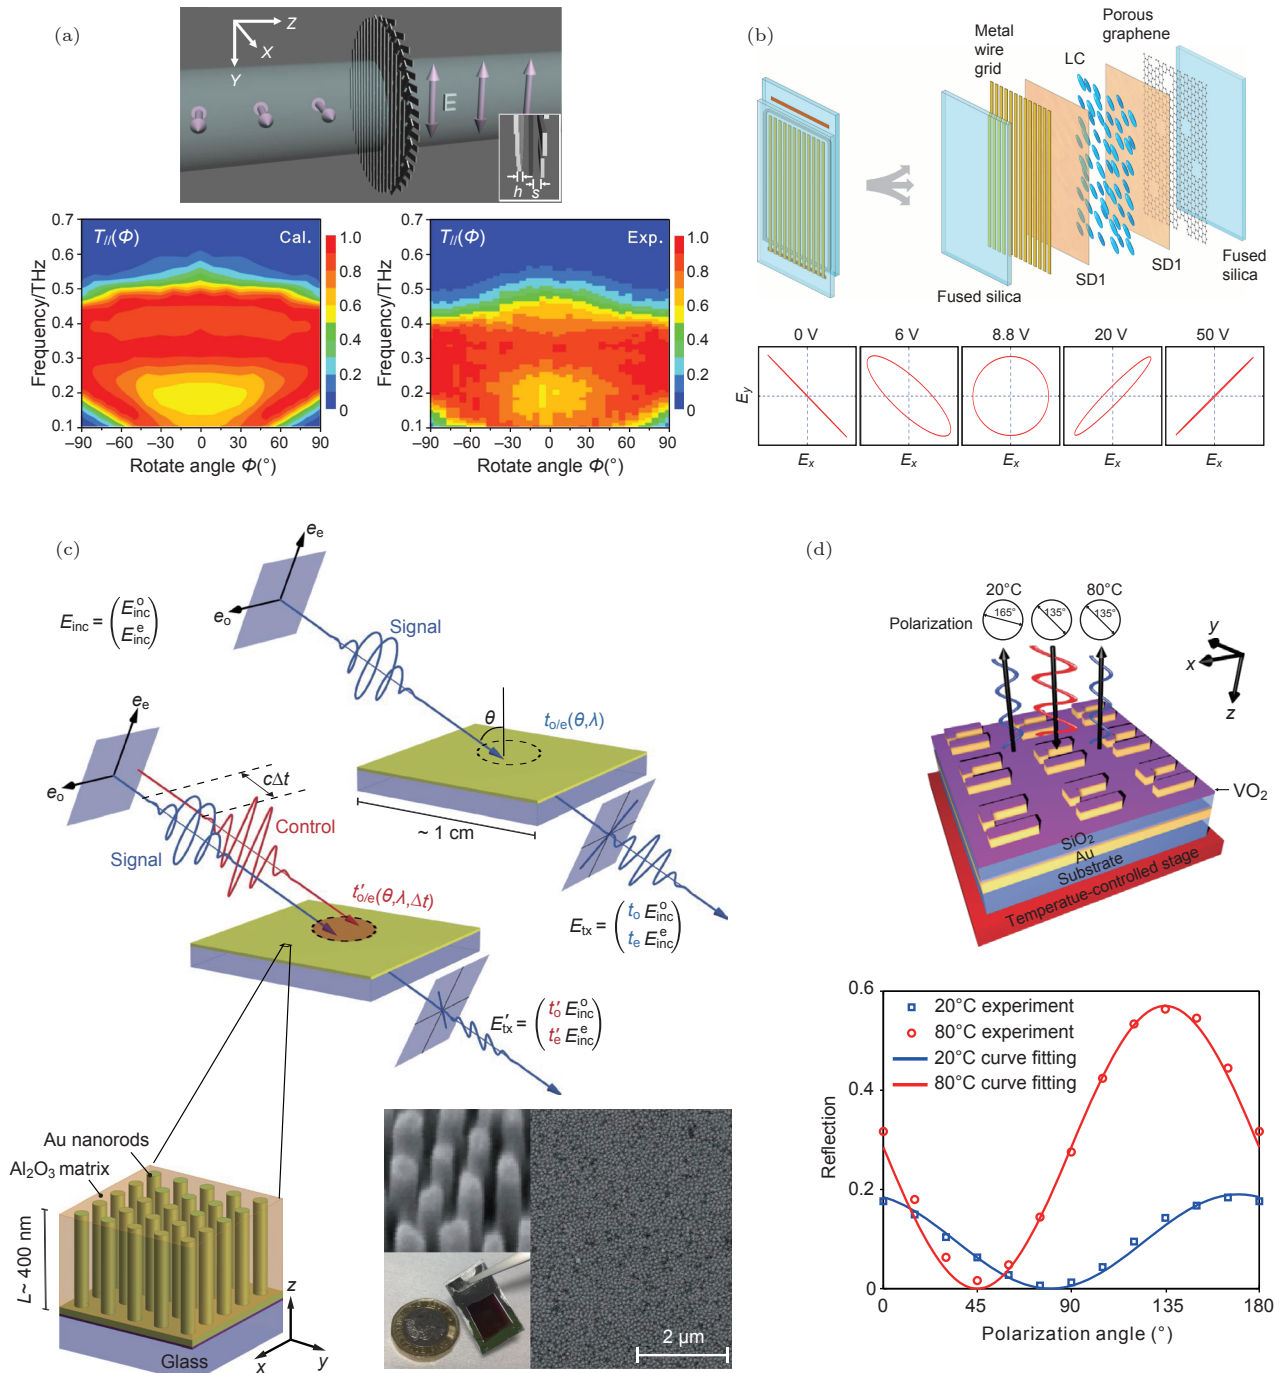 (a)
Z
X
Y
E
h
s
0.7
0.6
0.5
0.4
0.3
0.2
0.1
Frequency/THz
T//(Φ)
Cal.
1.0
0.8
0.6
0.4
0.2
0
−90
−60
−30
0
30
60
90
Rotate angle Φ(°)
0.7
0.6
0.5
0.4
0.3
0.2
0.1
Frequency/THz
T//(Φ)
Exp.
1.0
0.8
0.6
0.4
0.2
0
−90
−60
−30
0
30
60
90
Rotate angle Φ(°)
(b)
Metal
wire
grid
LC
Porous
graphene
SD1
SD1
Fused silica
Fused
silica
0 V
6 V
8.8 V
20 V
50 V
Ey
Ex
Ex
Ex
Ex
Ex
(c)
ee
eo
Einc = (Einc^o
Einc^e)
Signal
θ
to/e(θ,λ)
~ 1 cm
ee
eo
cΔt
Control
Signal
t′o/e(θ,λ,Δt)
Etx = (to Einc^o
te Einc^e)
E′tx = (t′o Einc^o
t′e Einc^e)
Au nanorods
Al2O3 matrix
L~ 400 nm
Glass
z
x
y
2 μm
(d)
20°C
80°C
Polarization
165°
135°
135°
y
x
z
VO2
SiO2
Au
Substrate
Temperatue-controlled stage
0.6
0.4
0.2
0
Reflection
20°C experiment
80°C experiment
20°C curve fitting
80°C curve fitting
0
45
90
135
180
Polarization angle (°)